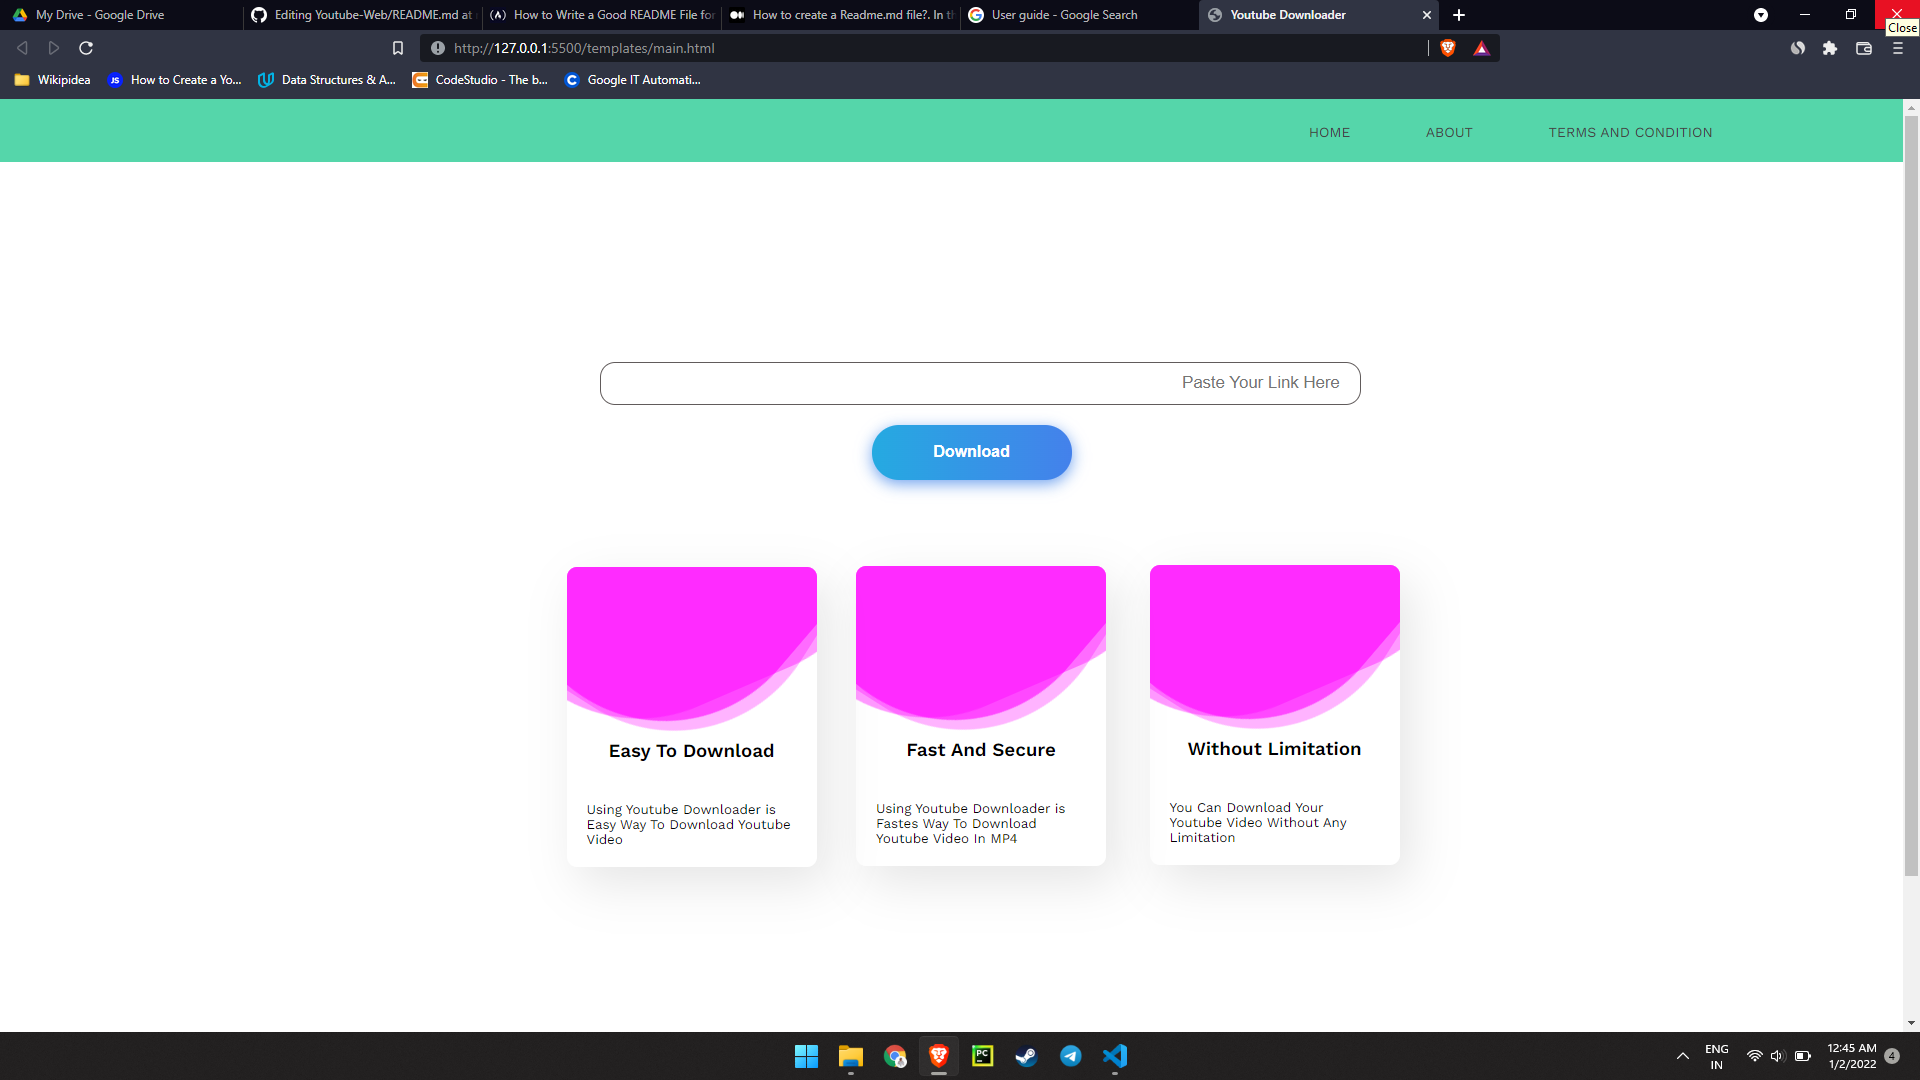 My Drive - Google Drive
Editing Youtube-Web/README.md at
How to Write a Good README File for
How to create a Readme.md file?. In
User guide - Google Search
Youtube Downloader
Close
http://127.0.0.1:5500/templates/main.html
Wikipidea
How to Create a Yo...
Data Structures & A...
CodeStudio - The b...
Google IT Automati...
HOME
ABOUT
TERMS AND CONDITION
Paste Your Link Here
Download
Easy To Download
Using Youtube Downloader is
Easy Way To Download Youtube
Video
Fast And Secure
Using Youtube Downloader is
Fastes Way To Download
Youtube Video In MP4
Without Limitation
You Can Download Your
Youtube Video Without Any
Limitation
PC
ENG
IN
12:45 AM
1/2/2022
4